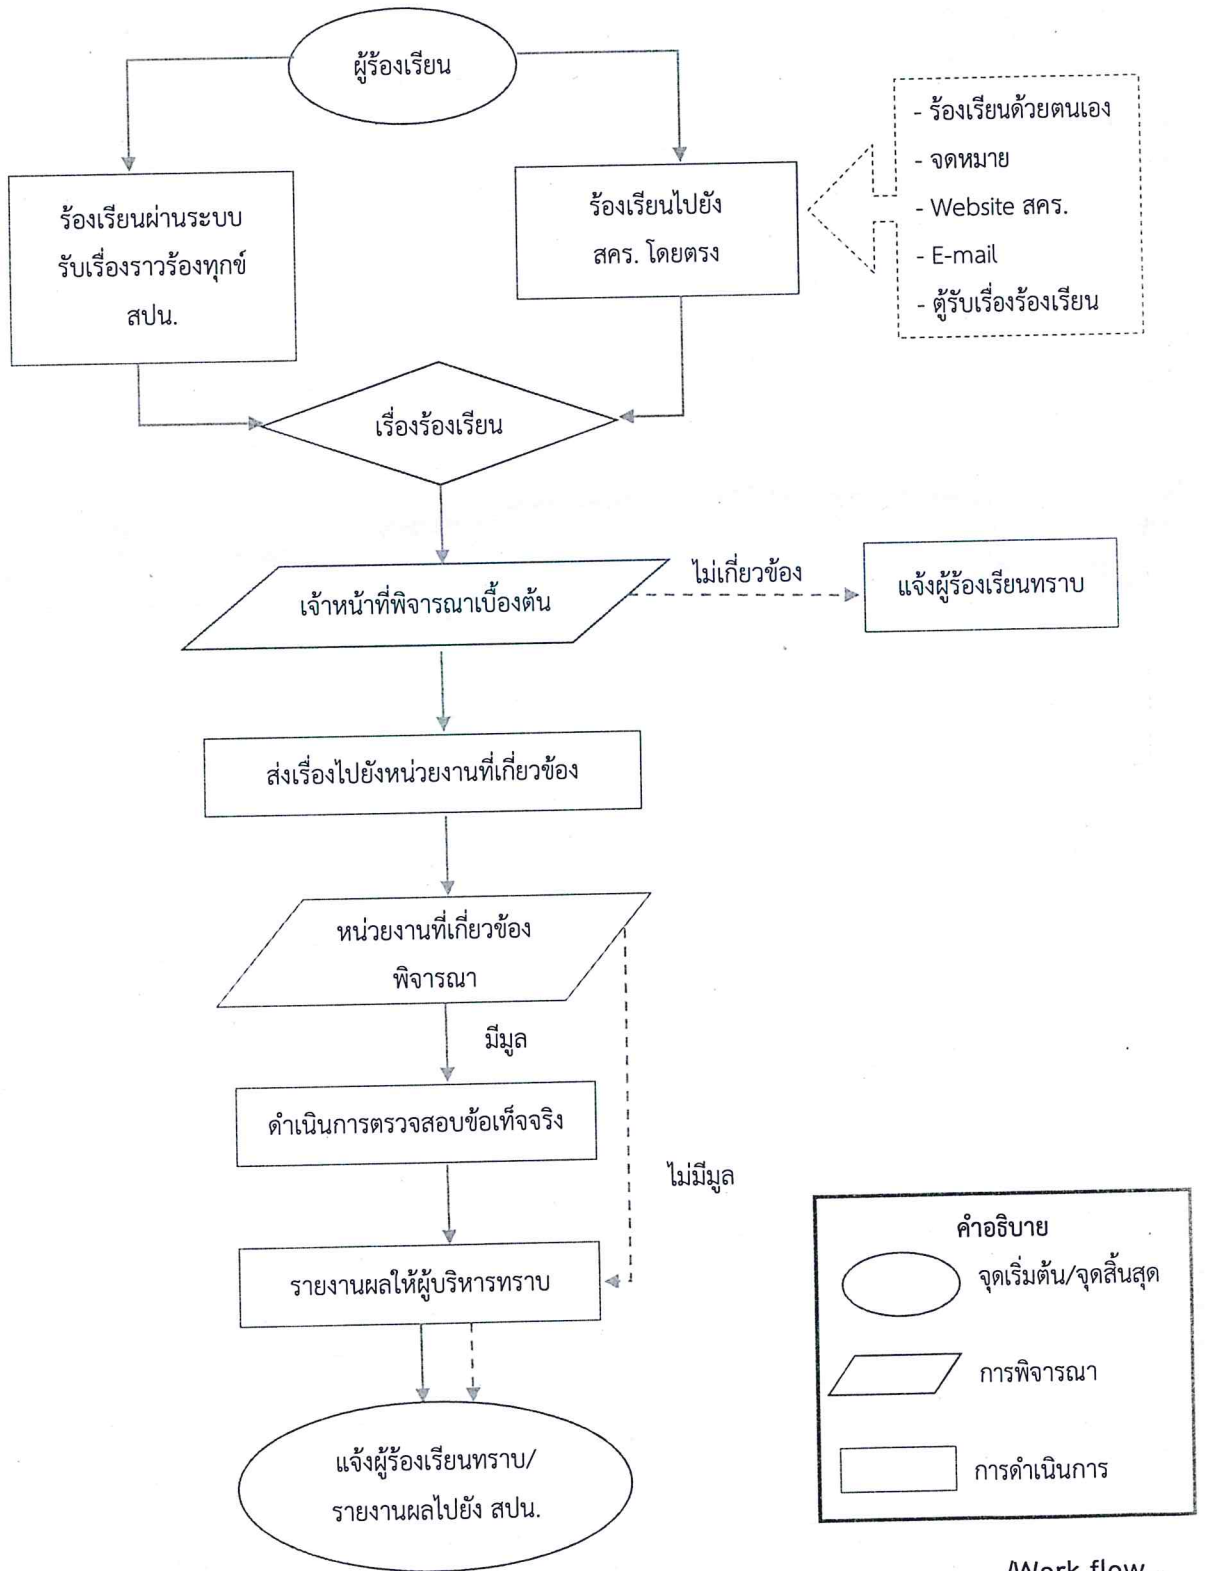 ผู้ร้องเรียน
ร้องเรียนผ่านระบบ
รับเรื่องราวร้องทุกข์
สปน.
ร้องเรียนไปยัง
สคร. โดยตรง
- ร้องเรียนด้วยตนเอง
- จดหมาย
- Website สคร.
- E-mail
- ตู้รับเรื่องร้องเรียน
เรื่องร้องเรียน
เจ้าหน้าที่พิจารณาเบื้องต้น
ไม่เกี่ยวข้อง
แจ้งผู้ร้องเรียนทราบ
ส่งเรื่องไปยังหน่วยงานที่เกี่ยวข้อง
หน่วยงานที่เกี่ยวข้อง
พิจารณา
มีมูล
ดำเนินการตรวจสอบข้อเท็จจริง
ไม่มีมูล
รายงานผลให้ผู้บริหารทราบ
แจ้งผู้ร้องเรียนทราบ/
รายงานผลไปยัง สปน.
คำอธิบาย
จุดเริ่มต้น/จุดสิ้นสุด
การพิจารณา
การดำเนินการ
/Work flow